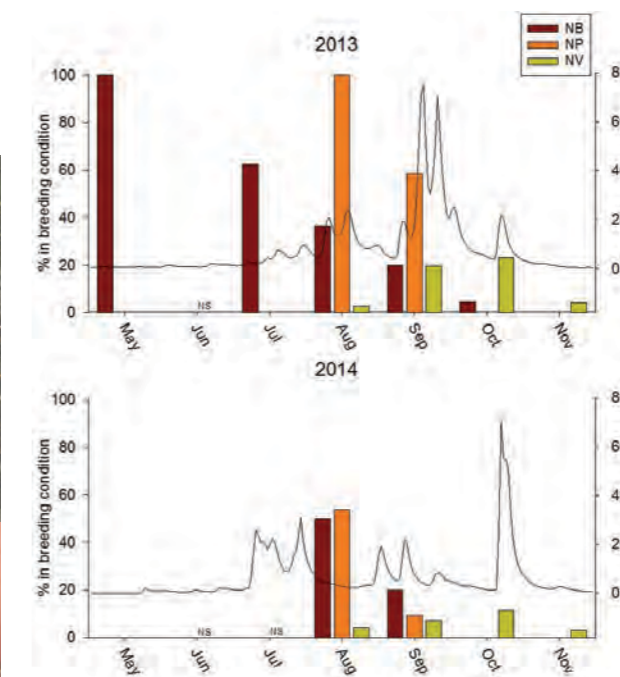 NB
NP
NV
2013
100
80
60
40
20
0
% in breeding condition
8
6
4
2
0
NS
May
Jun
Jul
Aug
Sep
Oct
Nov
2014
100
80
60
40
20
0
% in breeding condition
8
6
4
2
0
NS
NS
May
Jun
Jul
Aug
Sep
Oct
Nov